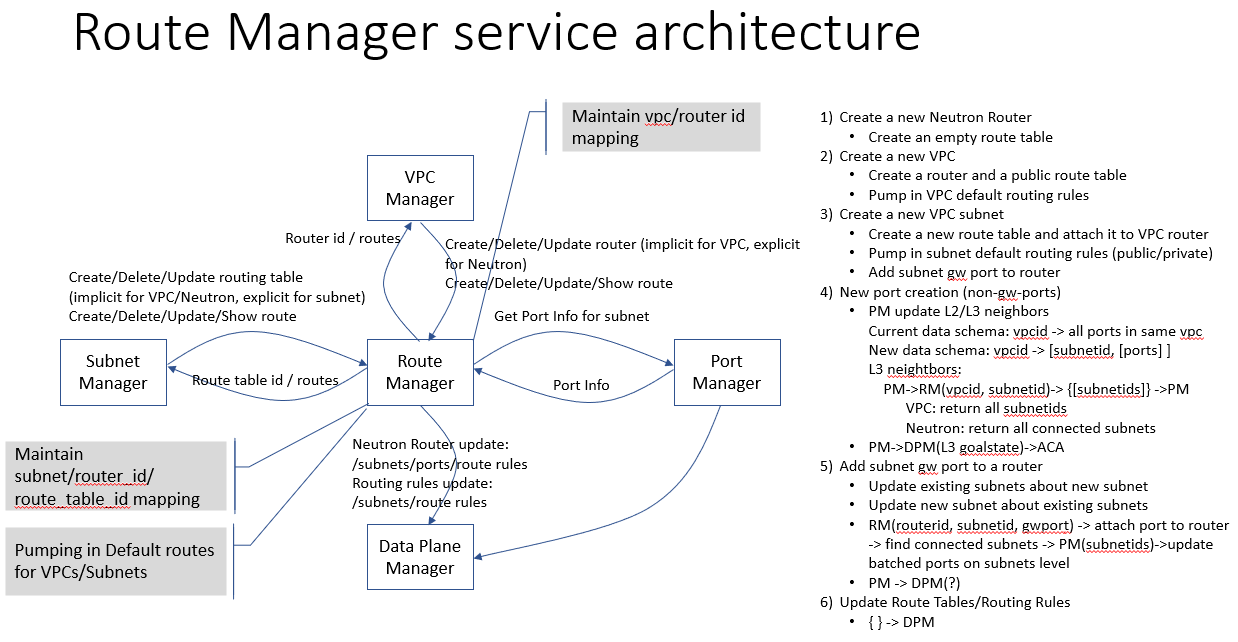 Route Manager service architecture
Maintain vpc/router id
mapping
VPC
Manager
Router id / routes
Create/Delete/Update router (implicit for VPC, explicit
for Neutron)
Create/Delete/Update/Show route
Create/Delete/Update routing table
(implicit for VPC/Neutron, explicit for subnet)
Create/Delete/Update/Show route
Get Port Info for subnet
Subnet
Manager
Route table id / routes
Route
Manager
Port Info
Port
Manager
Maintain
subnet/router_id/
route_table_id mapping
Neutron Router update:
/subnets/ports/route rules
Routing rules update:
/subnets/route rules
Pumping in Default routes
for VPCs/Subnets
Data Plane
Manager
1) Create a new Neutron Router
• Create an empty route table
2) Create a new VPC
• Create a router and a public route table
• Pump in VPC default routing rules
3) Create a new VPC subnet
• Create a new route table and attach it to VPC router
• Pump in subnet default routing rules (public/private)
• Add subnet gw port to router
4) New port creation (non-gw-ports)
• PM update L2/L3 neighbors
Current data schema: vpcid -> all ports in same vpc
New data schema: vpcid -> [subnetid, [ports] ]
L3 neightbors:
PM->RM(vpcid, subnetid)-> {[subnetids]} ->PM
VPC: return all subnetids
Neutron: return all connected subnets
• PM->DPM(L3 goalstate)->ACA
5) Add subnet gw port to a router
• Update existing subnets about new subnet
• Update new subnet about existing subnets
• RM(routerid, subnetid, gwport) -> attach port to router
-> find connected subnets -> PM(subnetids)->update
batched ports on subnets level
• PM -> DPM(?)
6) Update Route Tables/Routing Rules
• { } -> DPM